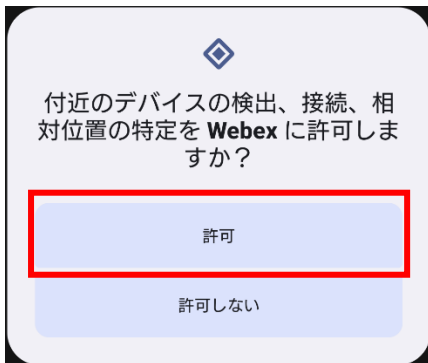 付近のデバイスの検出、接続、相
対位置の特定を Webex に許可しま
すか？
許可
許可しない